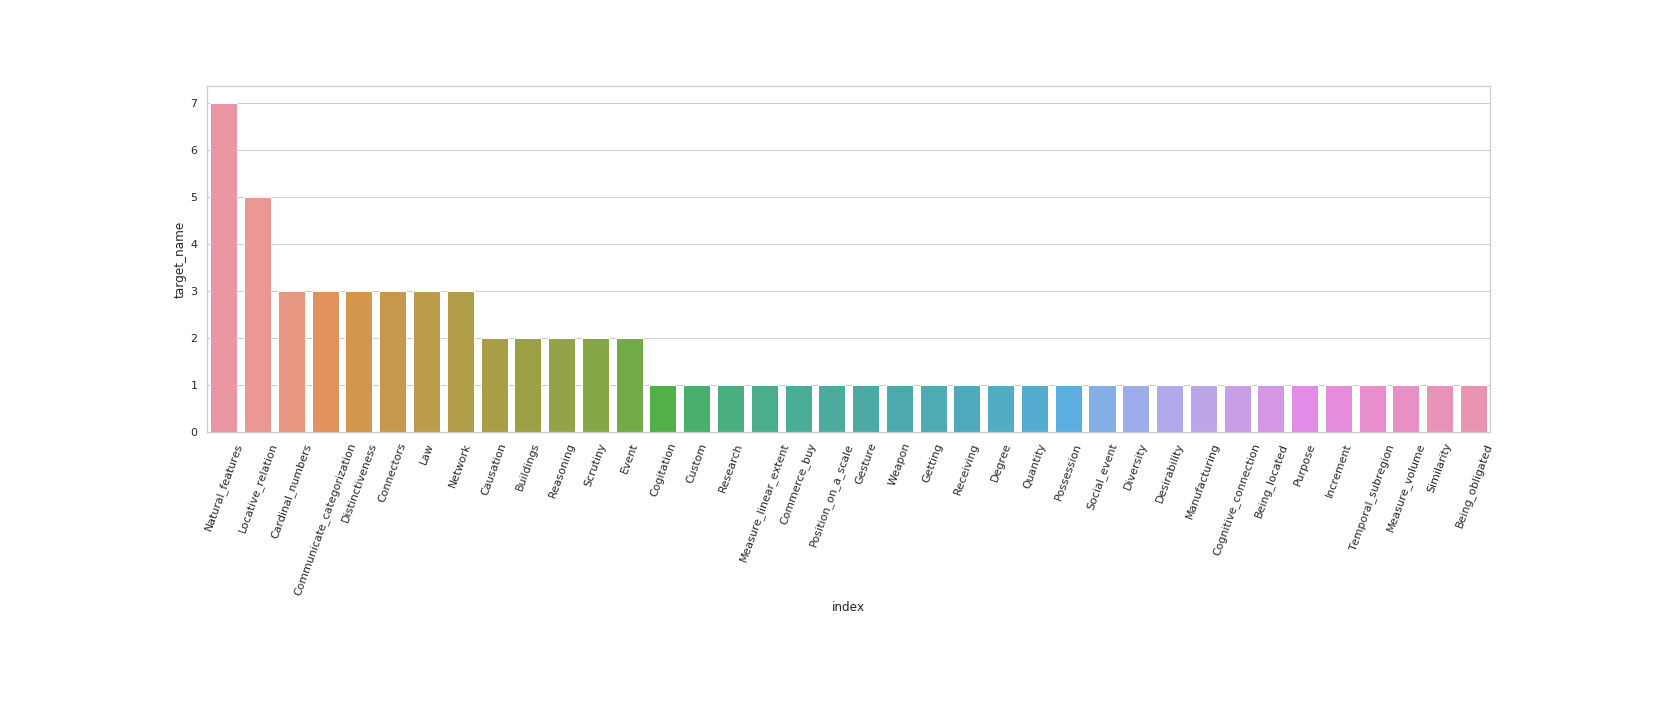 7
6
5
4
3
2
1
0
target_name
Natural_features
Locative_relation
Cardinal_numbers
Communicate_categorization
Distinctiveness
Connectors
Law
Network
Causation
Buildings
Reasoning
Scrutiny
Event
Cogitation
Custom
Research
Measure_linear_extent
Commerce_buy
Position_on_a_scale
Gesture
Weapon
Getting
Receiving
Degree
Quantity
Possession
Social_event
Diversity
Desirability
Manufacturing
Cognitive_connection
Being_located
Purpose
Increment
Temporal_subregion
Measure_volume
Similarity
Being_obligated
index